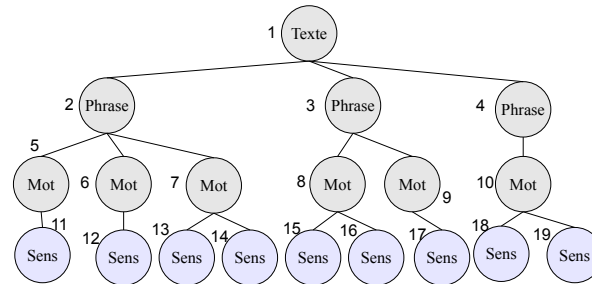 1 Texte
2 Phrase 3 Phrase 4 Phrase
5 Mot 6 Mot 7 Mot 8 Mot Mot 9 10 Mot
11 Sens 12 Sens 13 Sens 14 Sens 15 Sens 16 Sens 17 Sens 18 Sens 19 Sens